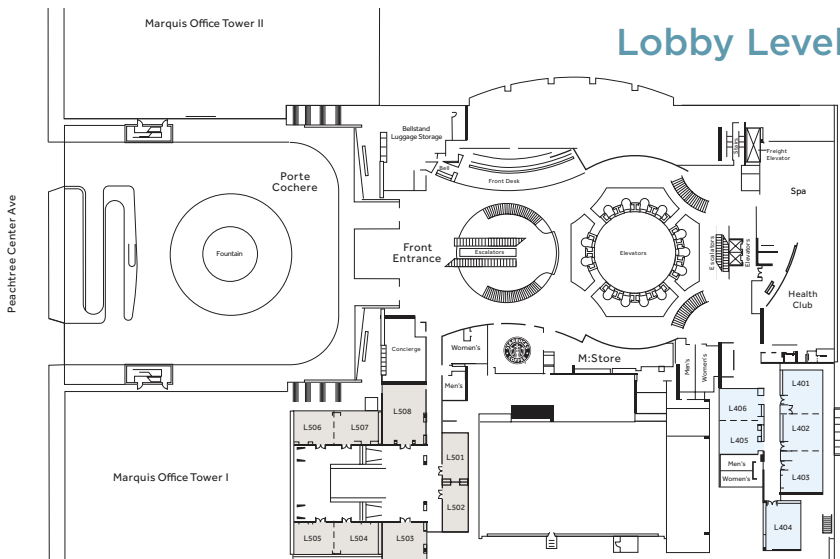 Marquis Office Tower II
Lobby Level
Bellstand
Luggage Storage
Stairs
Freight
Elevator
Bell
Front Desk
Porte
Cochere
Spa
Peachtree Center Ave
Fountain
Front
Entrance
Escalators
Elevators
Escalators
Elevators
Health
Club
Concierge
Women's
M:Store
Men's
Women's
Men's
L401
L406
L402
L405
L403
Men's
Women's
L404
L508
L506
L507
L501
L502
L505
L504
L503
Marquis Office Tower I